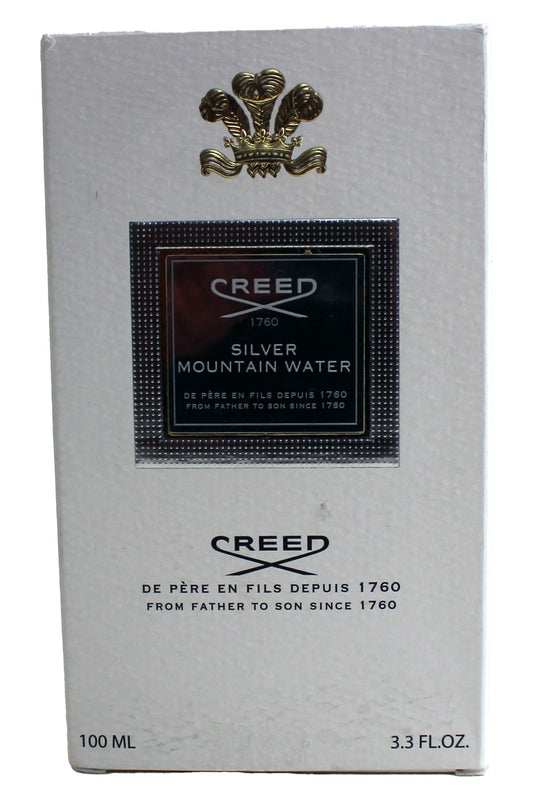 CREED
1760
SILVER
MOUNTAIN WATER
DE PÈRE EN FILS DEPUIS 1760
FROM FATHER TO SON SINCE 1760
CREED
DE PÈRE EN FILS DEPUIS 1760
FROM FATHER TO SON SINCE 1760
100 ML 3.3 FL.OZ.